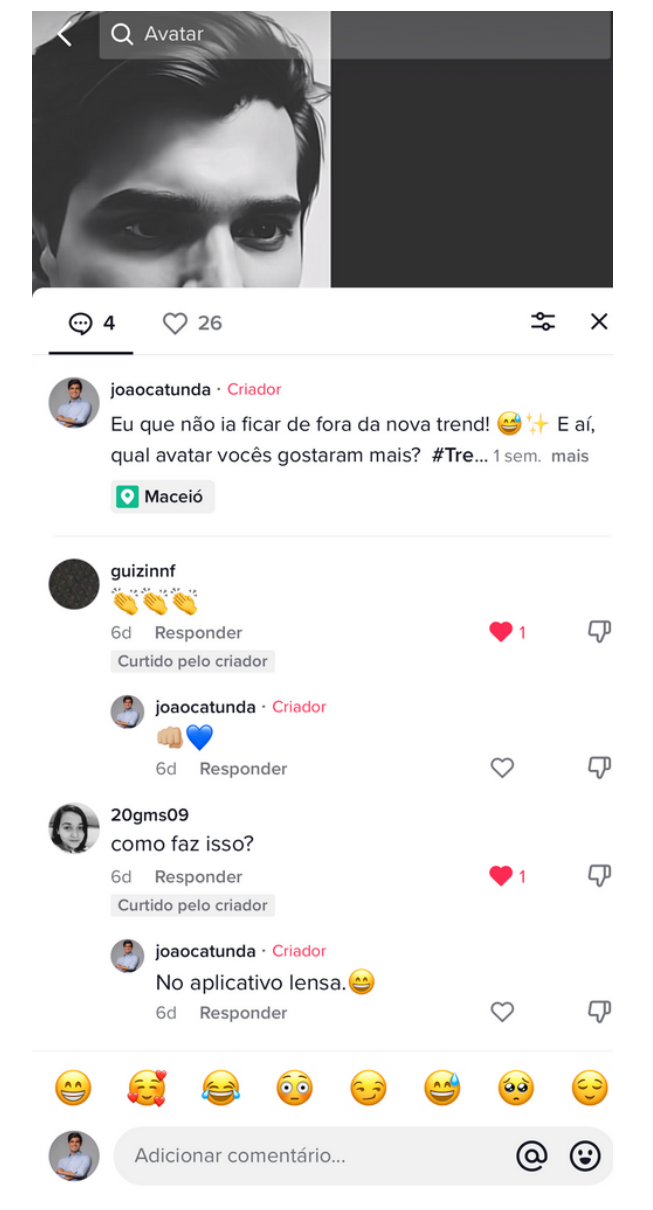 Avatar
4
26
joaocatunda · Criador
Eu que não ia ficar de fora da nova trend! 😅✨ E aí,
qual avatar vocês gostaram mais? #Tre... 1 sem. mais
Maceió
guizinnf
👏👏👏
6d Responder
1
Curtido pelo criador
joaocatunda · Criador
👊🏼💙
6d Responder
20gms09
como faz isso?
6d Responder
1
Curtido pelo criador
joaocatunda · Criador
No aplicativo lensa.😄
6d Responder
😁 🥰 😂 😳 😏 😅 🥺 😌
Adicionar comentário...